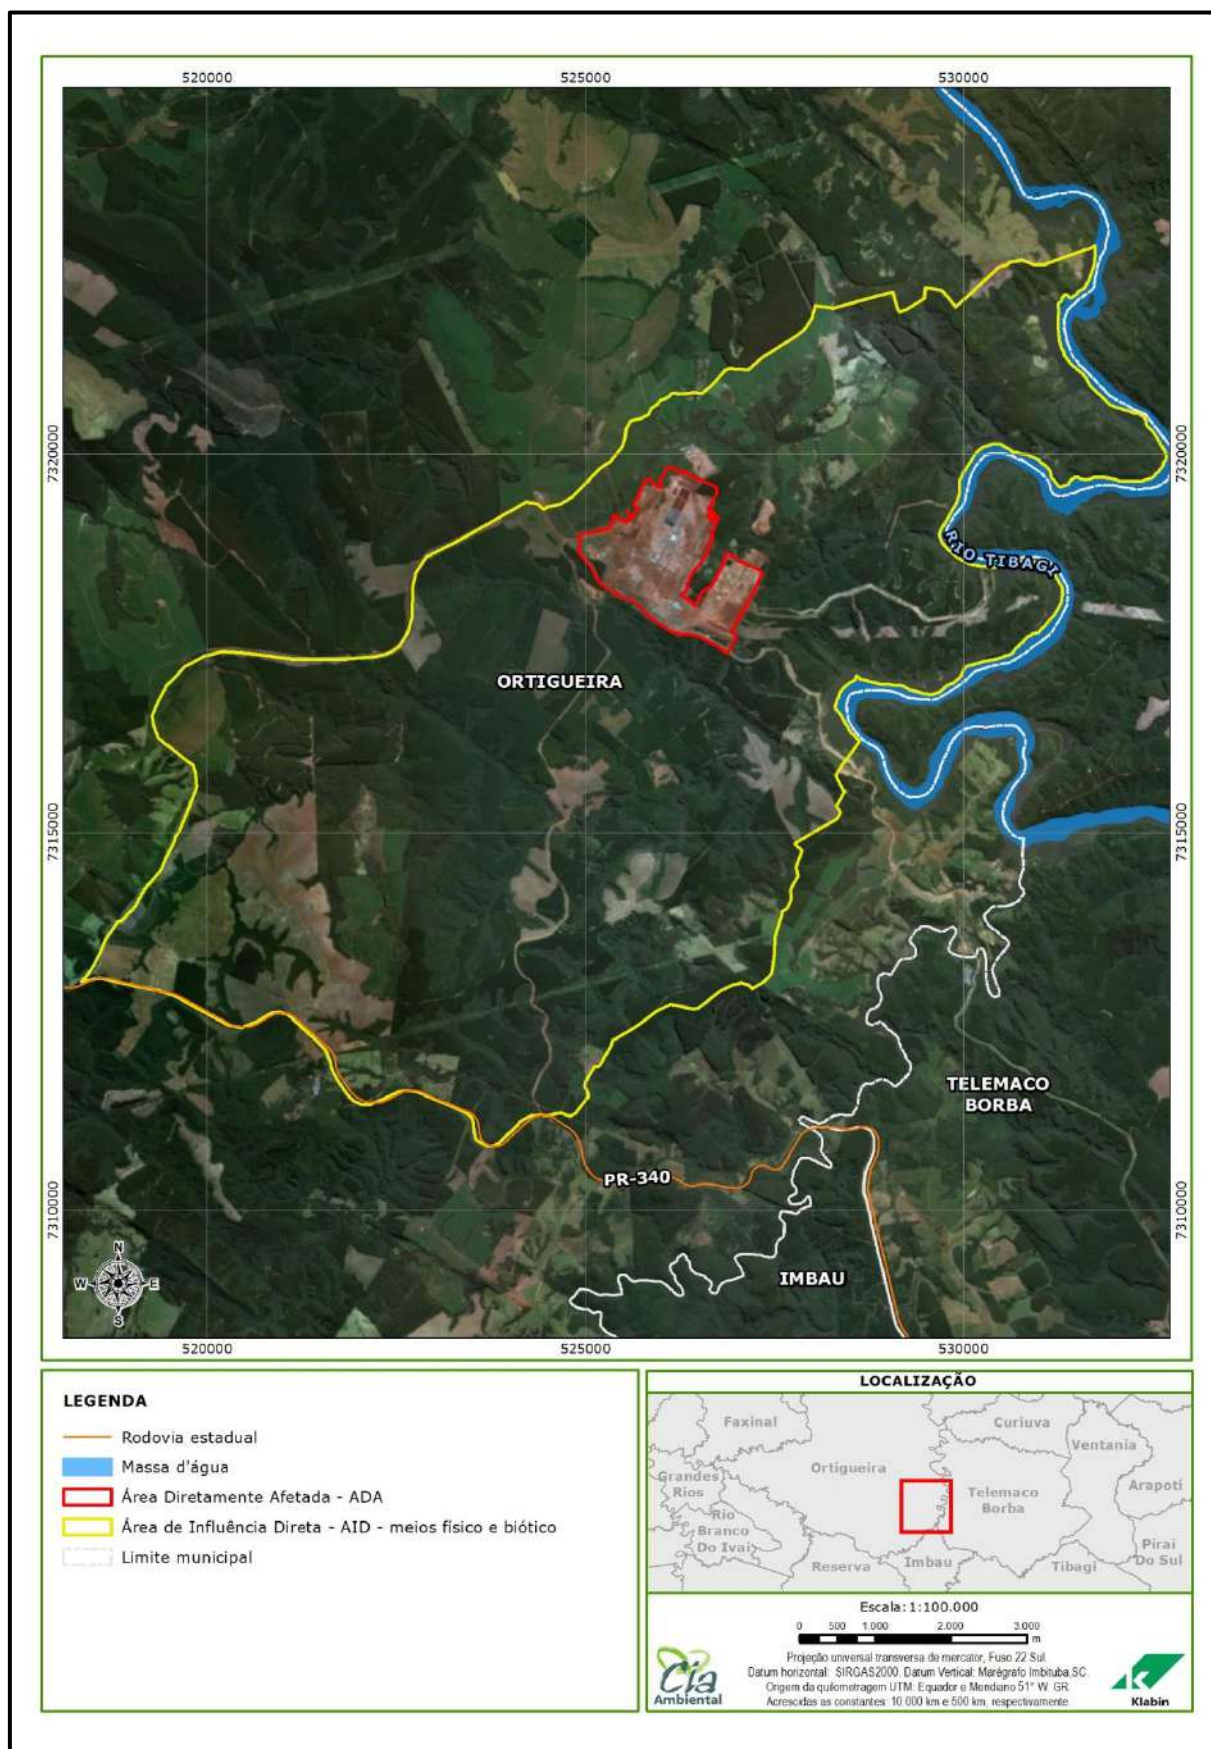 520000 525000 530000
7320000
7320000
RIO TIBAGI
ORTIGUEIRA
7315000
7315000
TELEMACO
BORBA
PR-340
7310000
7310000
N
W E
S
IMBAU
520000 525000 530000
LEGENDA
Rodovia estadual
Massa d'água
Área Diretamente Afetada - ADA
Área de Influência Direta - AID - meios físico e biótico
Limite municipal
LOCALIZAÇÃO
Faxinal
Curiuva
Ventania
Ortigueira
Grandes
Rios
Arapoti
Telemaco
Borba
Rio
Branco
Do Ivai
Pirai
Do Sul
Reserva
Imbau
Tibagi
Escala: 1:100.000
0 500 1.000 2.000 3.000
m
Projeção universal transversa de mercator, Fuso 22 Sul.
Datum horizontal: SIRGAS2000. Datum Vertical: Marégrafo Imbituba,SC.
Origem da quilometragem UTM: Equador e Meridiano 51° W. GR.
Acrescidas as constantes: 10.000 km e 500 km, respectivamente.
Cia
Ambiental
Klabin